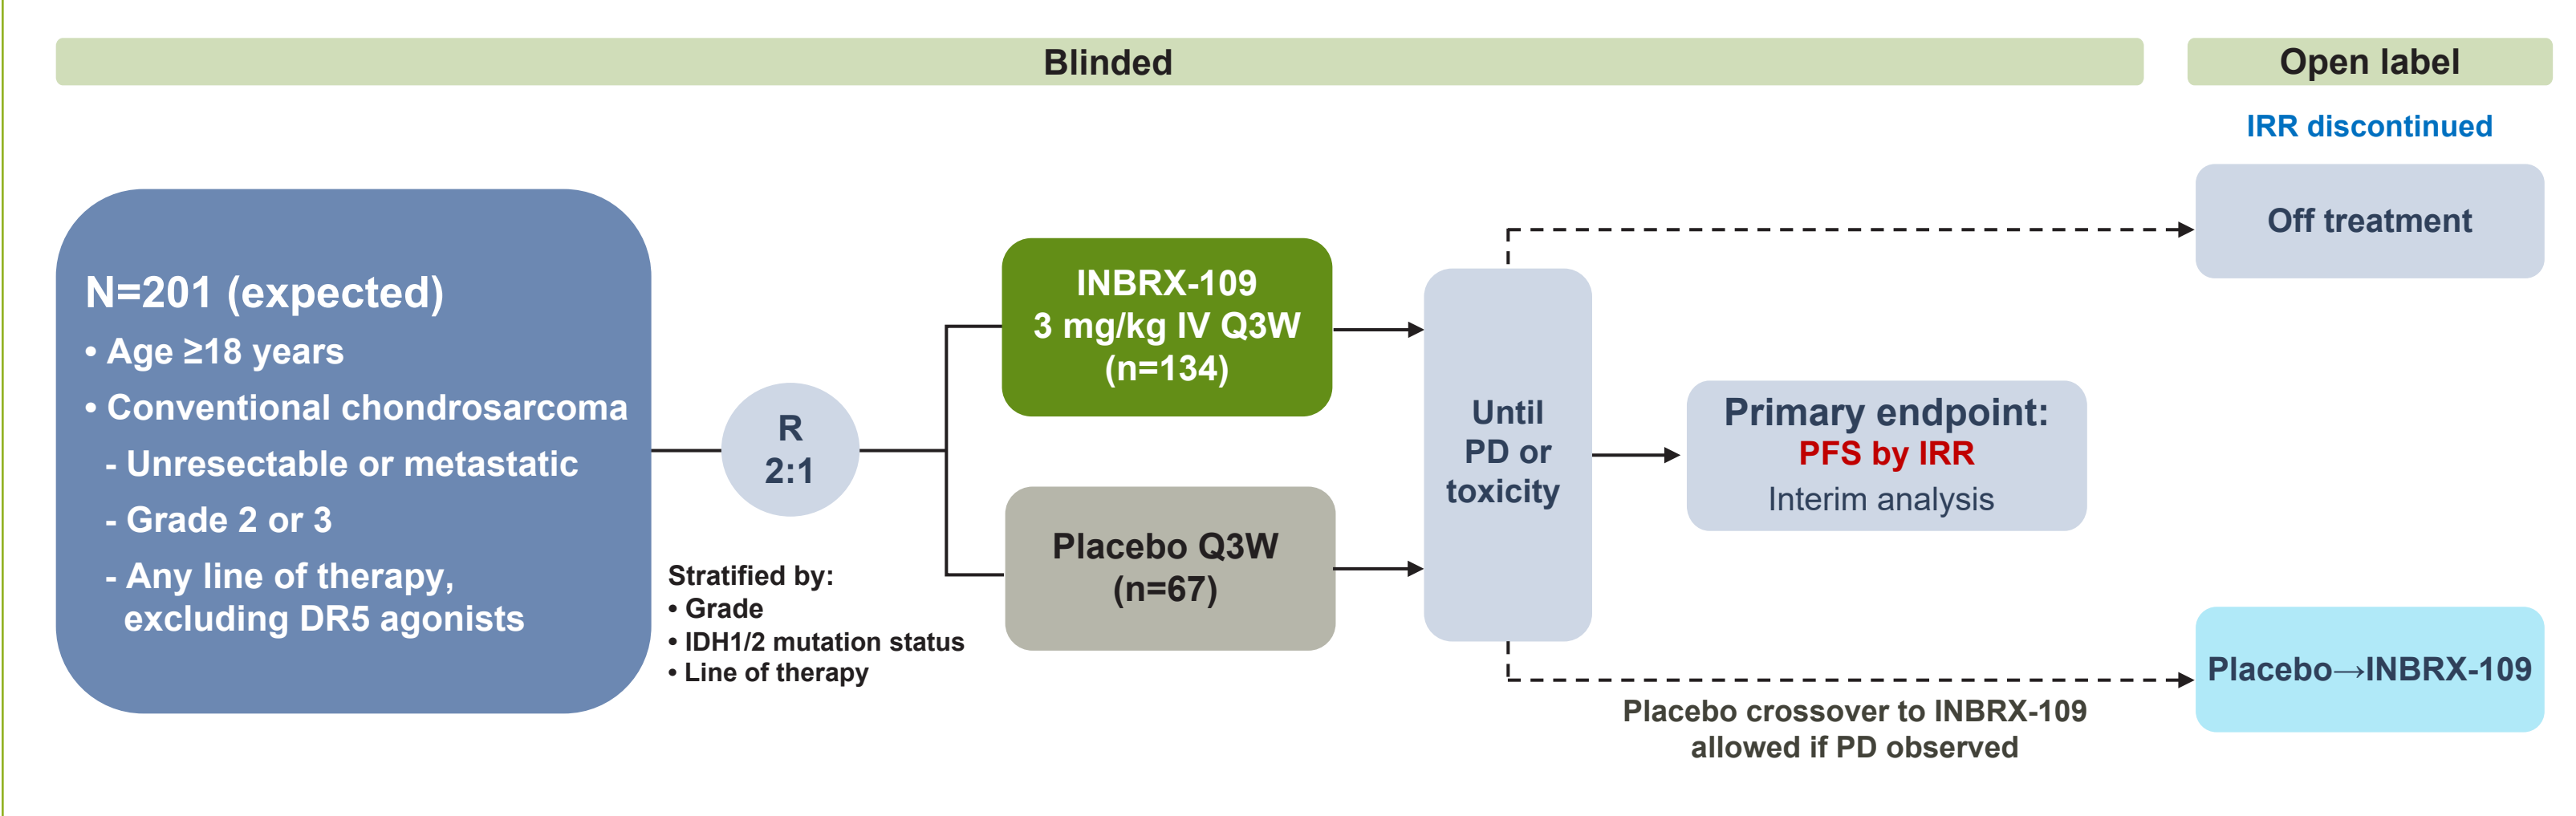 Blinded
Open label
IRR discontinued
N=201 (expected)
• Age ≥18 years
• Conventional chondrosarcoma
- Unresectable or metastatic
- Grade 2 or 3
- Any line of therapy,
excluding DR5 agonists
R
2:1
Stratified by:
• Grade
• IDH1/2 mutation status
• Line of therapy
INBRX-109
3 mg/kg IV Q3W
(n=134)
Placebo Q3W
(n=67)
Until
PD or
toxicity
Primary endpoint:
PFS by IRR
Interim analysis
Off treatment
Placebo→INBRX-109
Placebo crossover to INBRX-109
allowed if PD observed